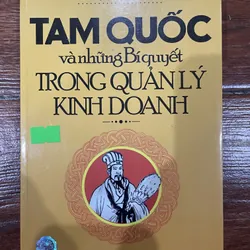 TAM QUỐC
và những Bí quyết
TRONG QUẢN LÝ
KINH DOANH